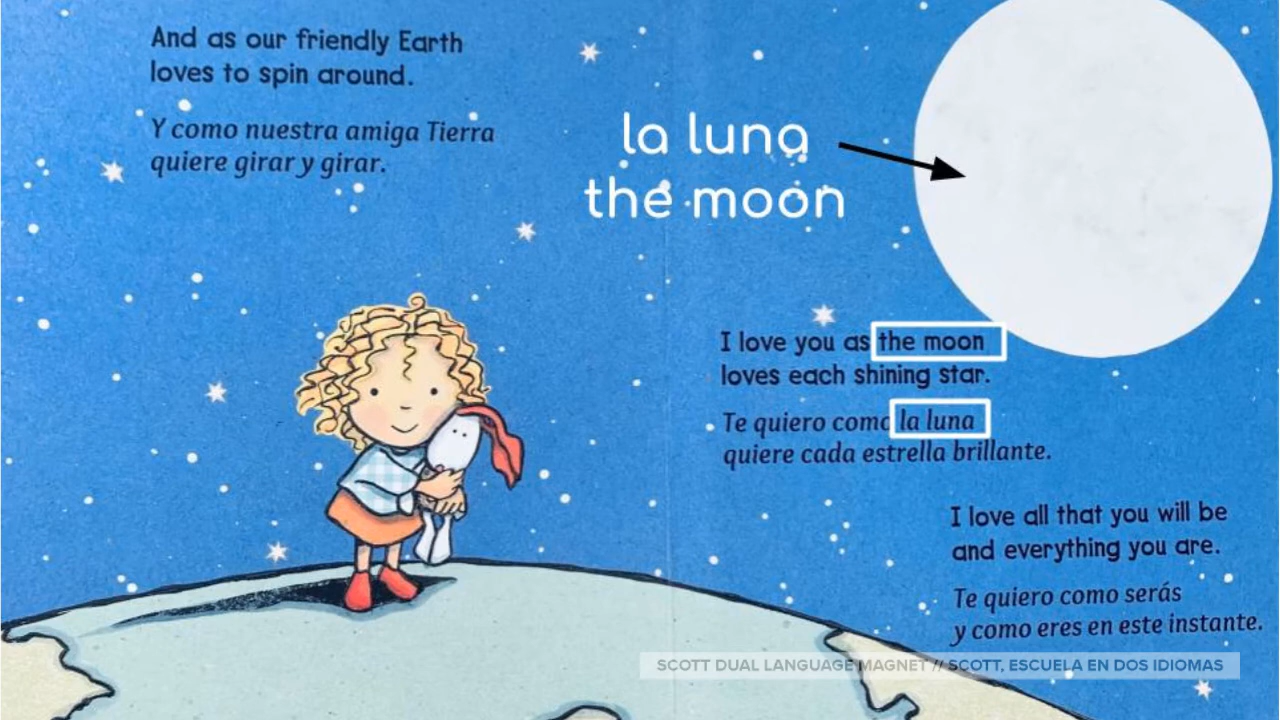 And as our friendly Earth
loves to spin around.
Y como nuestra amiga Tierra
quiere girar y girar.
la luna
the moon
I love you as the moon
loves each shining star.
Te quiero como la luna
quiere cada estrella brillante.
I love all that you will be
and everything you are.
Te quiero como serás
y como eres en este instante.
SCOTT DUAL LANGUAGE MAGNET // SCOTT, ESCUELA EN DOS IDIOMAS